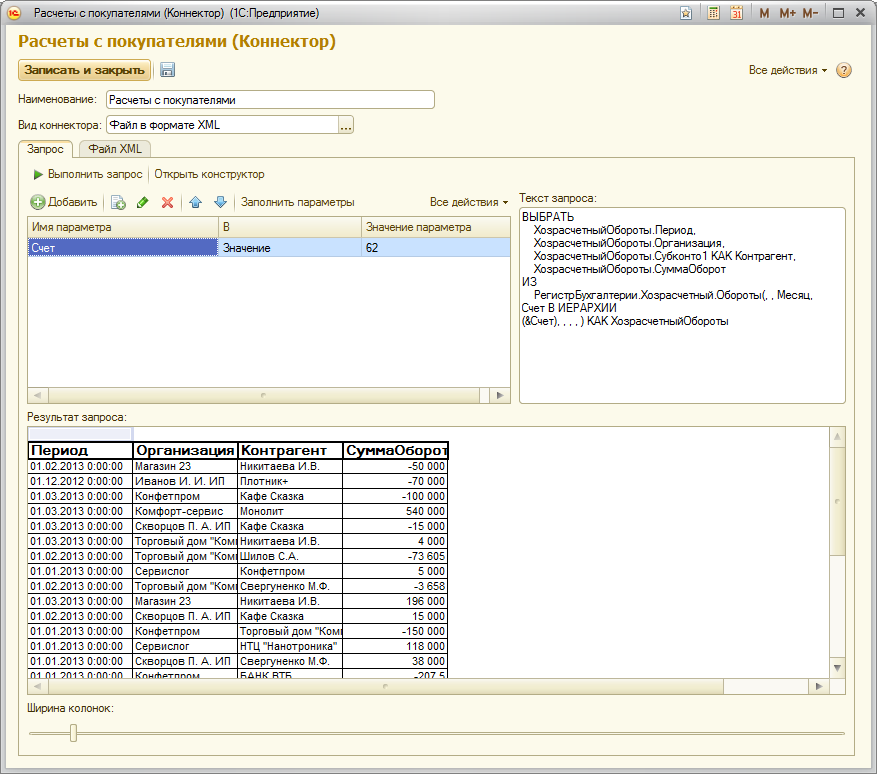 Расчеты с покупателями (Коннектор) (1С:Предприятие)
M M+ M-
Расчеты с покупателями (Коннектор)
Записать и закрыть
Все действия
Наименование: Расчеты с покупателями
Вид коннектора: Файл в формате XML ...
Запрос Файл XML
Выполнить запрос Открыть конструктор
Добавить Заполнить параметры Все действия
Имя параметра В Значение параметра
Счет Значение 62
Текст запроса:
ВЫБРАТЬ
ХозрасчетныйОбороты.Период,
ХозрасчетныйОбороты.Организация,
ХозрасчетныйОбороты.Субконто1 КАК Контрагент,
ХозрасчетныйОбороты.СуммаОборот
ИЗ
РегистрБухгалтерии.Хозрасчетный.Обороты(, , Месяц,
Счет В ИЕРАРХИИ
(&Счет), , , , ) КАК ХозрасчетныйОбороты
Результат запроса:
Период Организация Контрагент СуммаОборот
01.02.2013 0:00:00 Магазин 23 Никитаева И.В. -50 000
01.12.2012 0:00:00 Иванов И. И. ИП Плотник+ -70 000
01.03.2013 0:00:00 Конфетпром Кафе Сказка -100 000
01.03.2013 0:00:00 Комфорт-сервис Монолит 540 000
01.03.2013 0:00:00 Скворцов П. А. ИП Кафе Сказка -15 000
01.03.2013 0:00:00 Торговый дом "Ком Никитаева И.В. 4 000
01.02.2013 0:00:00 Торговый дом "Ком Шилов С.А. -73 605
01.01.2013 0:00:00 Сервислог Конфетпром 5 000
01.02.2013 0:00:00 Торговый дом "Ком Свергуненко М.Ф. -3 658
01.03.2013 0:00:00 Магазин 23 Никитаева И.В. 196 000
01.02.2013 0:00:00 Скворцов П. А. ИП Кафе Сказка 15 000
01.01.2013 0:00:00 Конфетпром Торговый дом "Ком -150 000
01.01.2013 0:00:00 Сервислог НТЦ "Нанотроника" 118 000
01.01.2013 0:00:00 Скворцов П. А. ИП Свергуненко М.Ф. 38 000
01.01.2013 0:00:00 Конфетпром БАНК ВТБ -207,5
Ширина колонок: